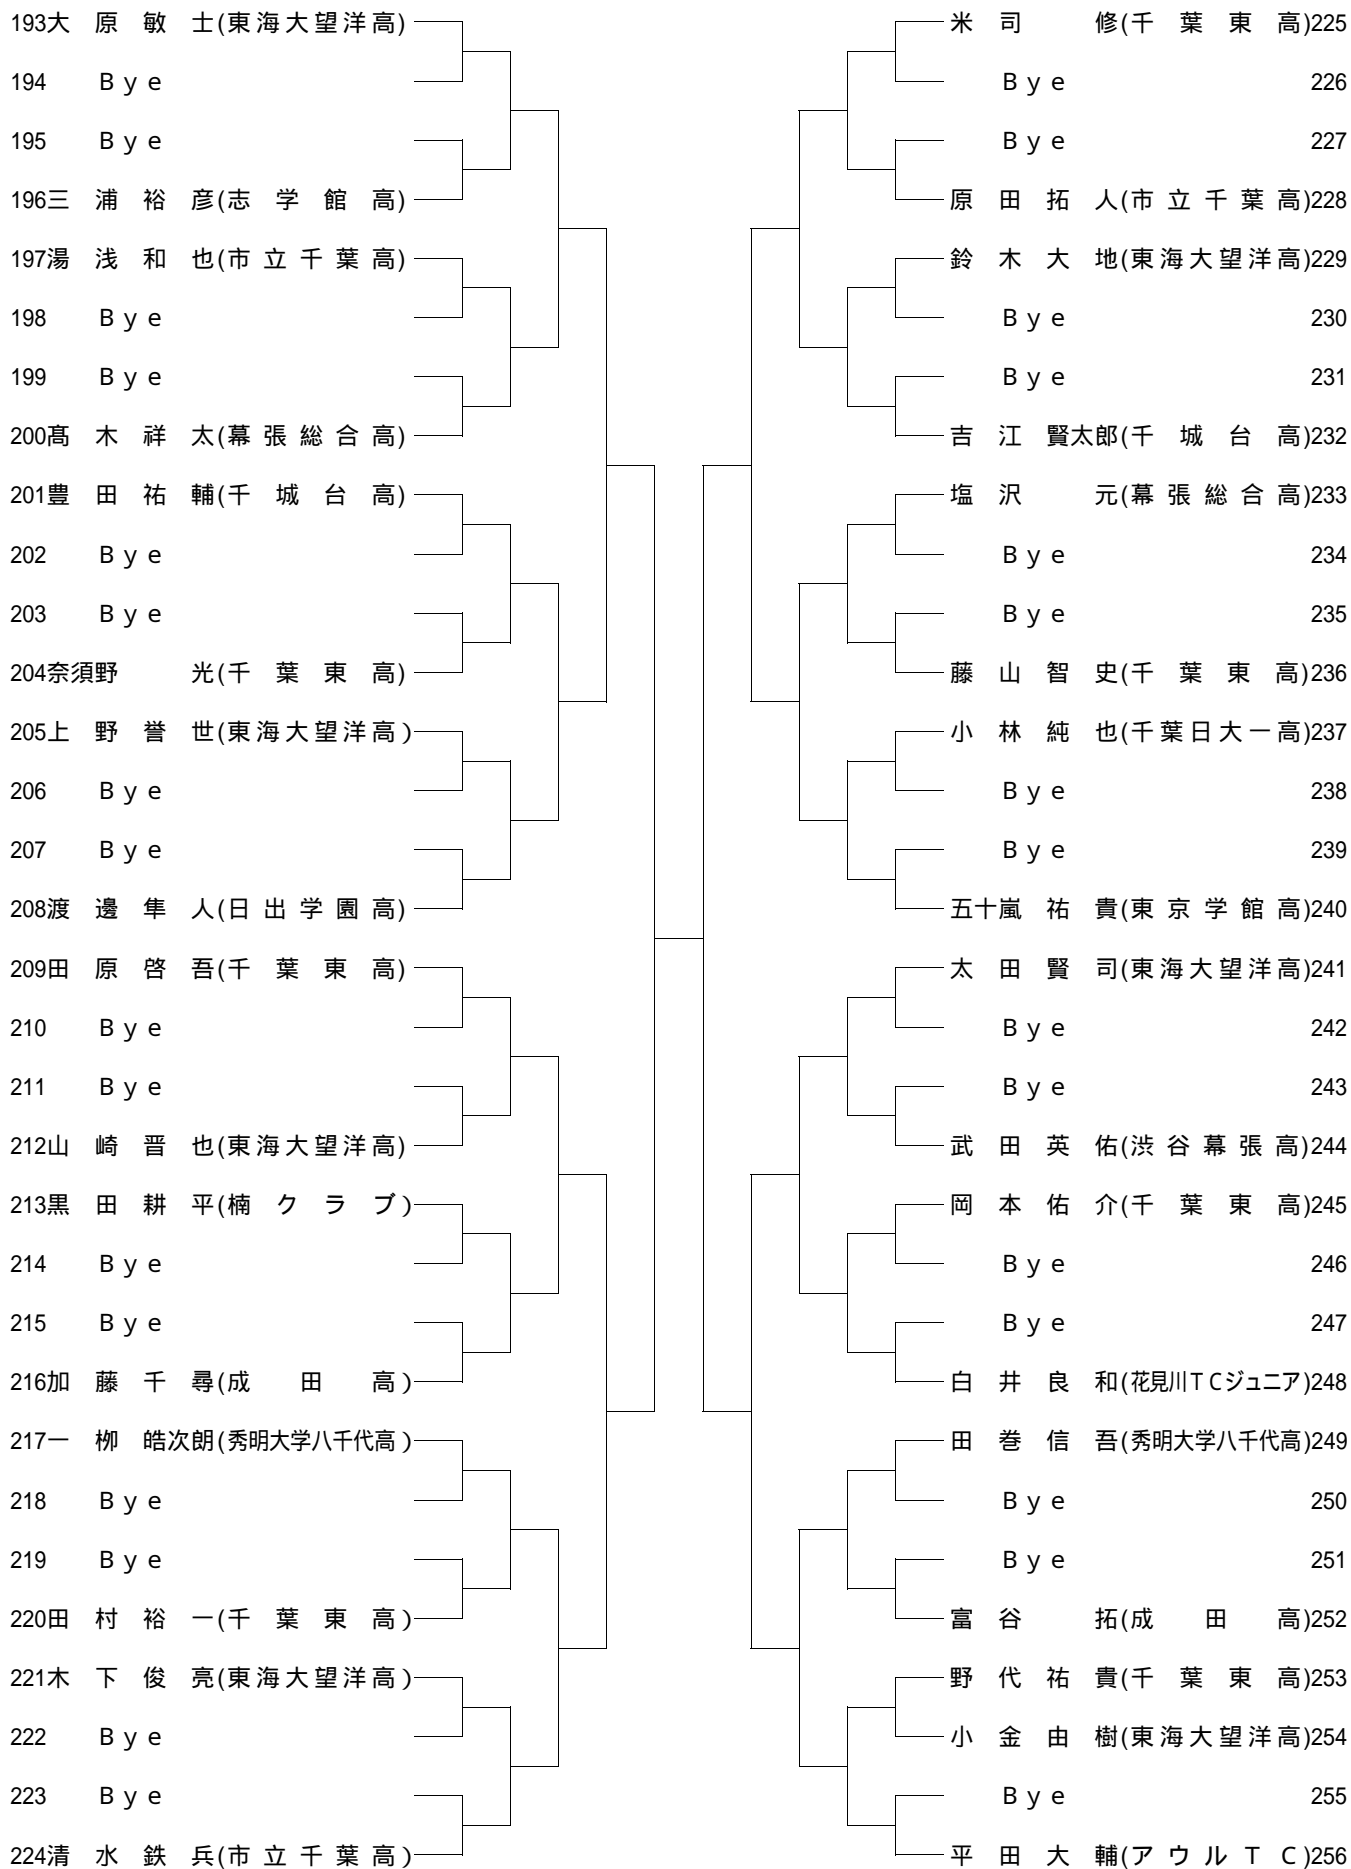 193大原敏士(東海大望洋高)
194 Bye
195 Bye
196三浦裕彦(志学館高)
197湯浅和也(市立千葉高)
198 Bye
199 Bye
200髙木祥太(幕張総合高)
201豊田祐輔(千城台高)
202 Bye
203 Bye
204奈須野光(千葉東高)
205上野誉世(東海大望洋高)
206 Bye
207 Bye
208渡邊隼人(日出学園高)
209田原啓吾(千葉東高)
210 Bye
211 Bye
212山崎晋也(東海大望洋高)
213黒田耕平(楠クラブ)
214 Bye
215 Bye
216加藤千尋(成田高)
217一栁皓次朗(秀明大学八千代高)
218 Bye
219 Bye
220田村裕一(千葉東高)
221木下俊亮(東海大望洋高)
222 Bye
223 Bye
224清水鉄兵(市立千葉高)
米司修(千葉東高)225
Bye 226
Bye 227
原田拓人(市立千葉高)228
鈴木大地(東海大望洋高)229
Bye 230
Bye 231
吉江賢太郎(千城台高)232
塩沢元(幕張総合高)233
Bye 234
Bye 235
藤山智史(千葉東高)236
小林純也(千葉日大一高)237
Bye 238
Bye 239
五十嵐祐貴(東京学館高)240
太田賢司(東海大望洋高)241
Bye 242
Bye 243
武田英佑(渋谷幕張高)244
岡本佑介(千葉東高)245
Bye 246
Bye 247
白井良和(花見川TCジュニア)248
田巻信吾(秀明大学八千代高)249
Bye 250
Bye 251
富谷拓(成田高)252
野代祐貴(千葉東高)253
小金由樹(東海大望洋高)254
Bye 255
平田大輔(アウルTC)256